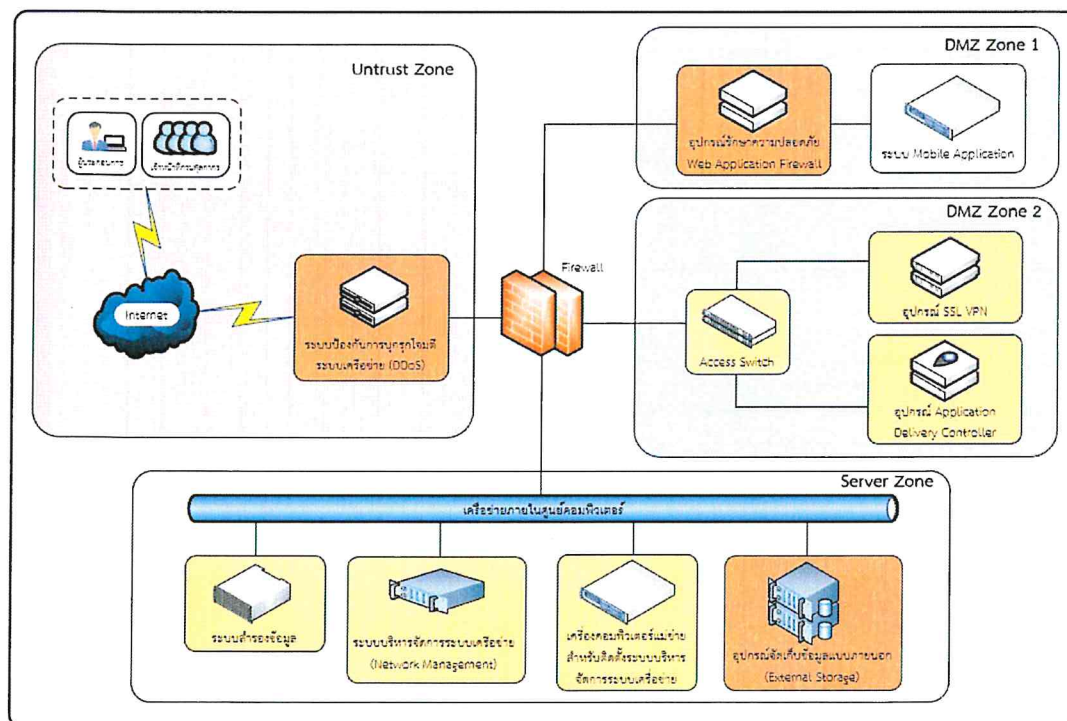 Untrust Zone
ผู้ประกอบการ
เจ้าหน้าที่กรมศุลกากร
Internet
ระบบป้องกันการบุกรุกโจมตี
ระบบเครือข่าย (DDoS)
Firewall
DMZ Zone 1
อุปกรณ์รักษาความปลอดภัย
Web Application Firewall
ระบบ Mobile Application
DMZ Zone 2
Access Switch
อุปกรณ์ SSL VPN
อุปกรณ์ Application
Delivery Controller
Server Zone
เครือข่ายภายในศูนย์คอมพิวเตอร์
ระบบสำรองข้อมูล
ระบบบริหารจัดการระบบเครือข่าย
(Network Management)
เครื่องคอมพิวเตอร์แม่ข่าย
สำหรับติดตั้งระบบบริหาร
จัดการระบบเครือข่าย
อุปกรณ์จัดเก็บข้อมูลแบบภายนอก
(External Storage)